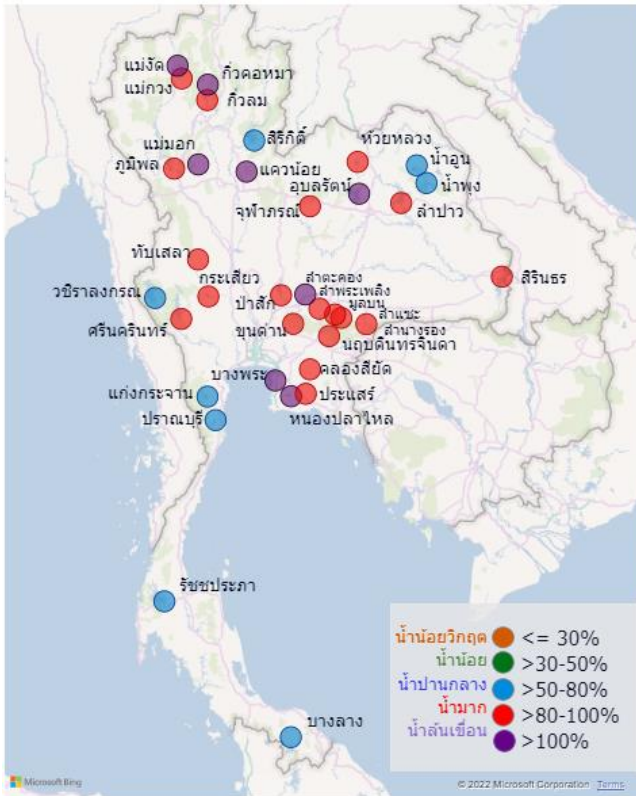 แม่งัด
แม่กวง
กิ่วคอหมา
กิ่วลม
สิริกิติ์
แม่มอก
ภูมิพล
แควน้อย
ห้วยหลวง
น้ำอูน
อุบลรัตน์
น้ำพุง
จุฬาภรณ์
ลำปาว
ทับเสลา
กระเสียว
สิรินธร
วชิราลงกรณ
ป่าสัก
ลำตะคอง
ลำพระเพลิง
มูลบน
ศรีนครินทร์
ขุนด่าน
ลำแชะ
ลำนางรอง
นฤบดินทรจินดา
คลองสียัด
บางพระ
แก่งกระจาน
ประแสร์
ปราณบุรี
หนองปลาไหล
รัชชประภา
น้ำน้อยวิกฤต <= 30%
น้ำน้อย >30-50%
น้ำปานกลาง >50-80%
น้ำมาก >80-100%
น้ำล้นเขื่อน >100%
บางลาง
Microsoft Bing
© 2022 Microsoft Corporation Terms